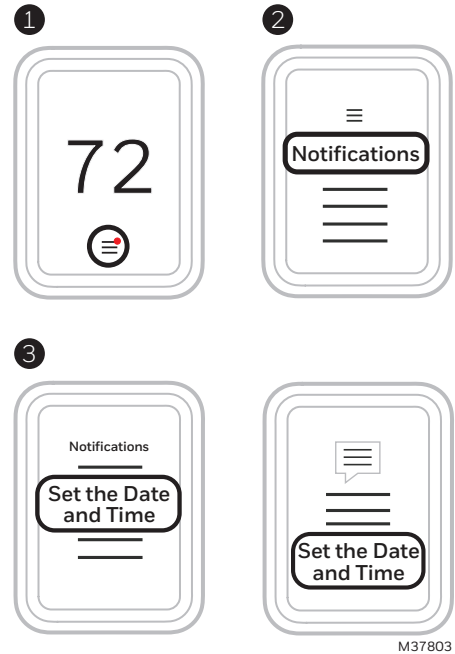 1
2
72
Notifications
3
Notifications
Set the Date
and Time
Set the Date
and Time
M37803